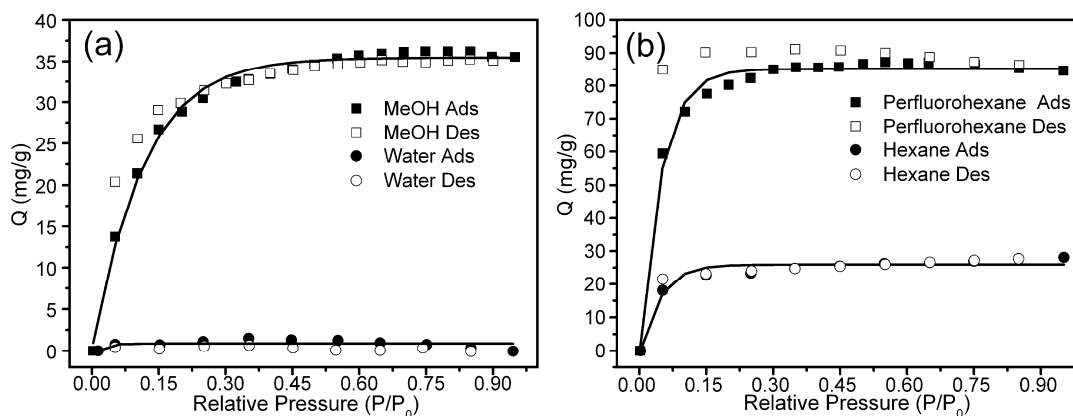 (a)
40
35
30
25
20
15
10
5
0
Q (mg/g)
MeOH Ads
MeOH Des
Water Ads
Water Des
0.00 0.15 0.30 0.45 0.60 0.75 0.90
Relative Pressure (P/P0)
(b)
100
90
80
70
60
50
40
30
20
10
0
Q (mg/g)
Perfluorohexane Ads
Perfluorohexane Des
Hexane Ads
Hexane Des
0.00 0.15 0.30 0.45 0.60 0.75 0.90
Relative Pressure (P/P0)